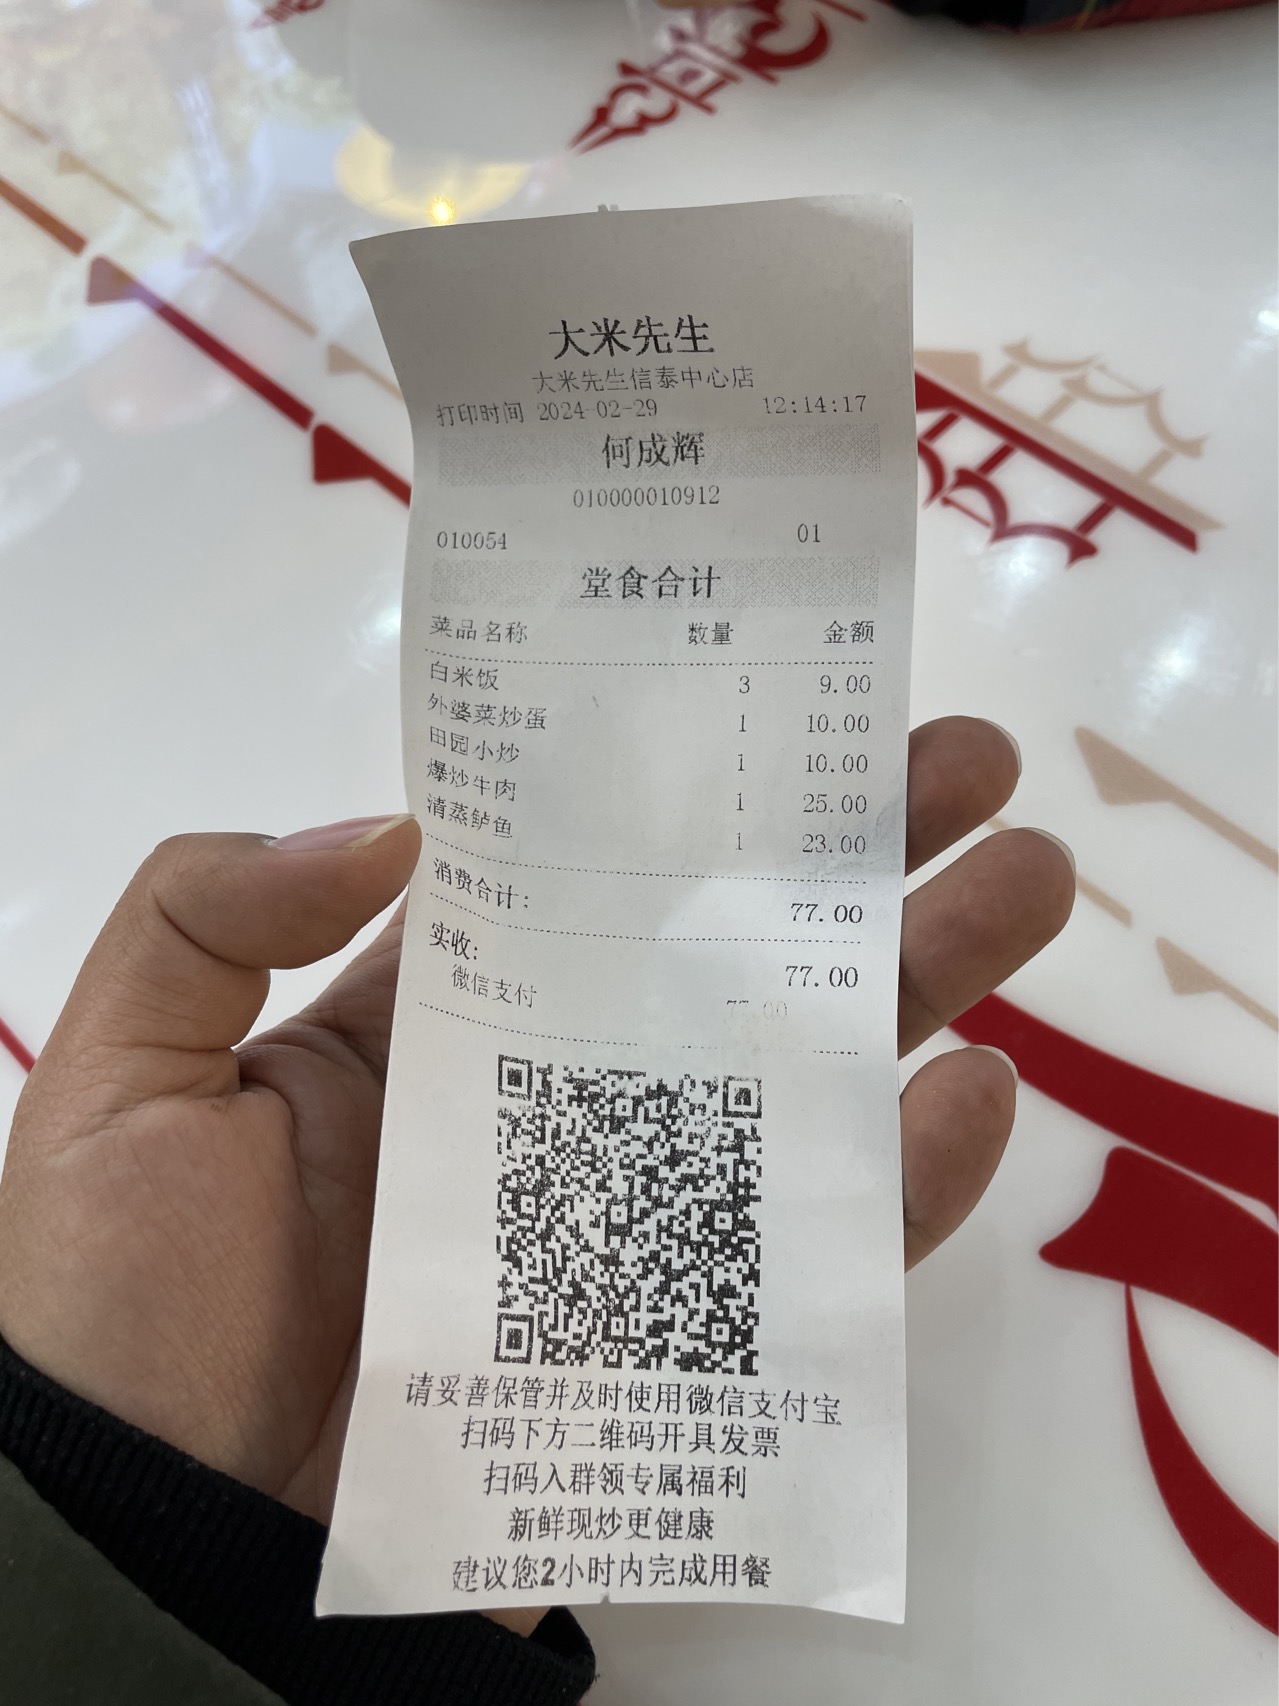 大米先生
大米先生信泰中心店
打印时间 2024-02-29 12:14:17
何成辉
010000010912
010054 01
堂食合计
菜品名称 数量 金额
白米饭 3 9.00
外婆菜炒蛋 1 10.00
田园小炒 1 10.00
爆炒牛肉 1 25.00
清蒸鲈鱼 1 23.00
消费合计: 77.00
实收: 77.00
微信支付 77.00
请妥善保管并及时使用微信支付宝
扫码下方二维码开具发票
扫码入群领专属福利
新鲜现炒更健康
建议您2小时内完成用餐